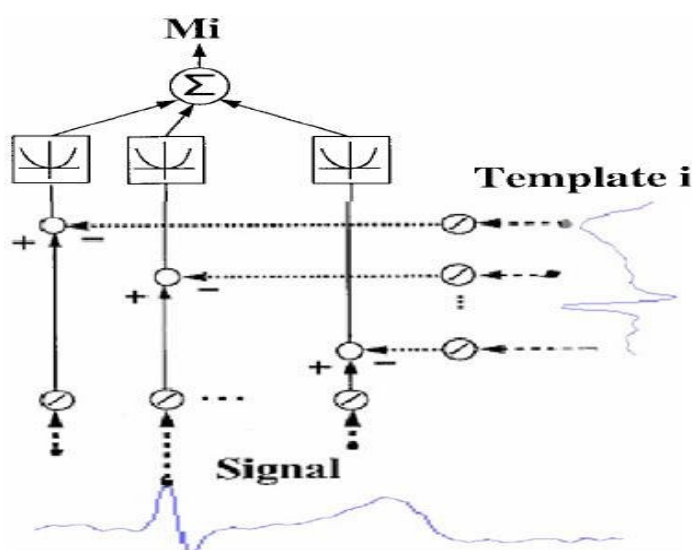 Mi
Σ
Template i
+ −
+ −
⋮
+ −
...
Signal